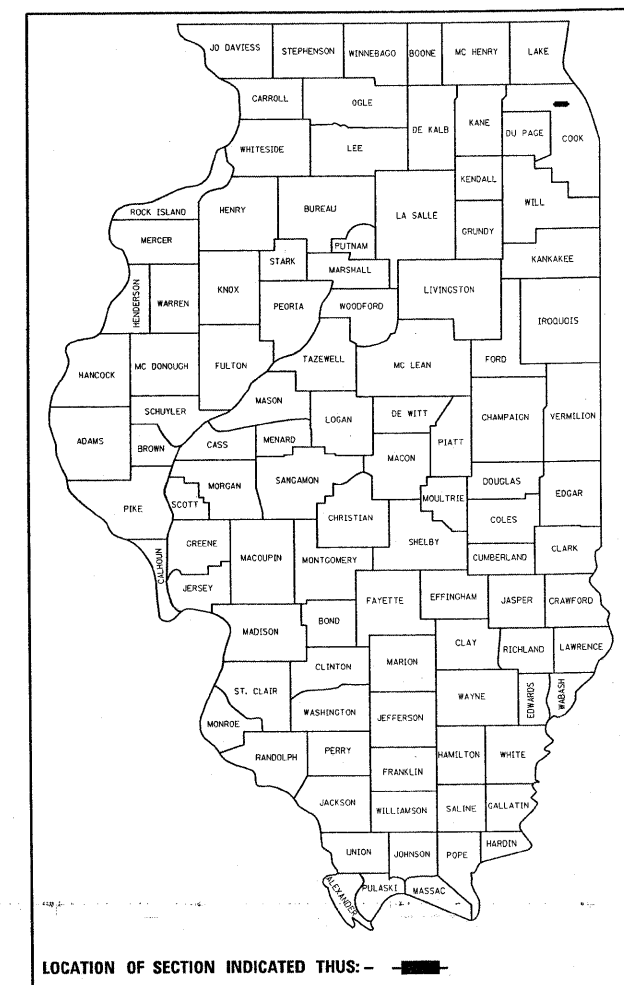 JO DAVIESS STEPHENSON WINNEBAGO BOONE MC HENRY LAKE
CARROLL OGLE DE KALB KANE DU PAGE COOK
WHITESIDE LEE
KENDALL
WILL
ROCK ISLAND HENRY BUREAU LA SALLE
GRUNDY
MERCER PUTNAM
STARK MARSHALL KANKAKEE
HENDERSON WARREN KNOX PEORIA WOODFORD LIVINGSTON
IROQUOIS
HANCOCK MC DONOUGH FULTON TAZEWELL MC LEAN FORD
MASON
SCHUYLER LOGAN DE WITT CHAMPAIGN VERMILION
ADAMS BROWN CASS MENARD PIATT
MACON
MORGAN SANGAMON DOUGLAS
PIKE SCOTT CHRISTIAN MOULTRIE EDGAR
COLES
GREENE MACOUPIN MONTGOMERY SHELBY
CALHOUN CUMBERLAND CLARK
JERSEY
FAYETTE EFFINGHAM JASPER CRAWFORD
MADISON BOND
CLAY RICHLAND LAWRENCE
CLINTON MARION
ST. CLAIR WAYNE EDWARDS WABASH
WASHINGTON JEFFERSON
MONROE
RANDOLPH PERRY HAMILTON WHITE
FRANKLIN
JACKSON WILLIAMSON SALINE GALLATIN
UNION JOHNSON POPE HARDIN
ALEXANDER PULASKI MASSAC
LOCATION OF SECTION INDICATED THUS: –